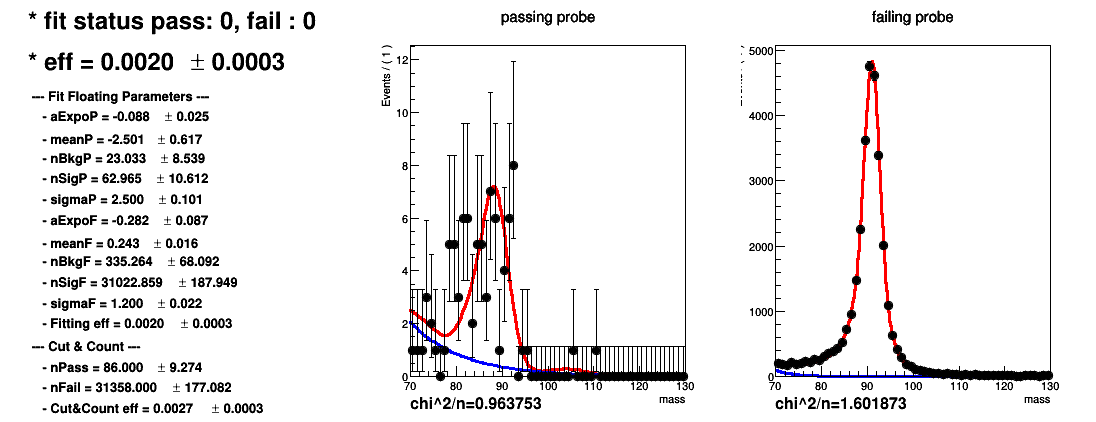 * fit status pass: 0, fail : 0
* eff = 0.0020 ± 0.0003
--- Fit Floating Parameters ---
- aExpoP = -0.088 ± 0.025
- meanP = -2.501 ± 0.617
- nBkgP = 23.033 ± 8.539
- nSigP = 62.965 ± 10.612
- sigmaP = 2.500 ± 0.101
- aExpoF = -0.282 ± 0.087
- meanF = 0.243 ± 0.016
- nBkgF = 335.264 ± 68.092
- nSigF = 31022.859 ± 187.949
- sigmaF = 1.200 ± 0.022
- Fitting eff = 0.0020 ± 0.0003
--- Cut & Count ---
- nPass = 86.000 ± 9.274
- nFail = 31358.000 ± 177.082
- Cut&Count eff = 0.0027 ± 0.0003
passing probe
Events / ( 1 )
12
10
8
6
4
2
0
70 80 90 100 110 120 130
mass
chi^2/n=0.963753
failing probe
5000
4000
3000
2000
1000
0
70 80 90 100 110 120 130
mass
chi^2/n=1.601873